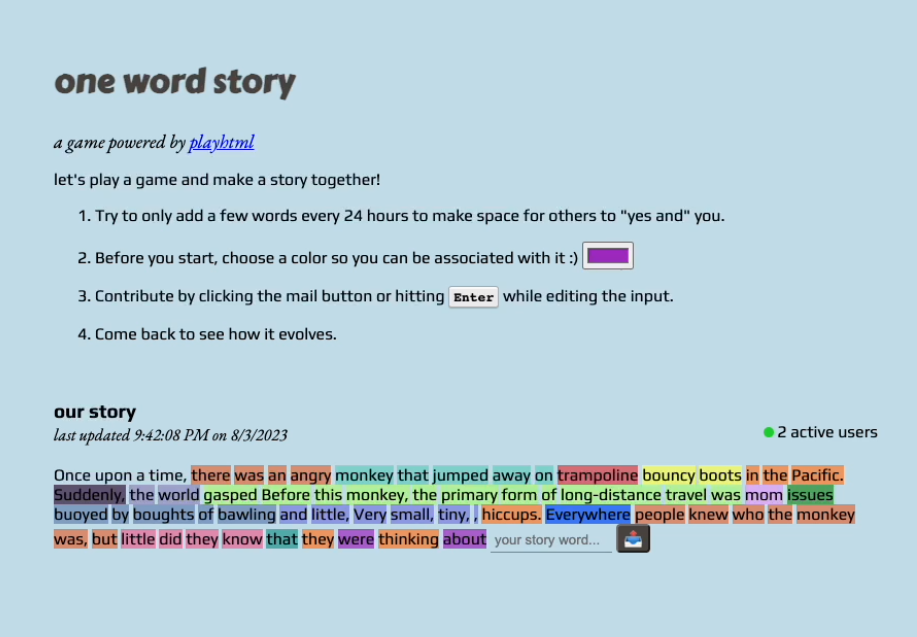 one word story
a game powered by playhtml
let's play a game and make a story together!
1. Try to only add a few words every 24 hours to make space for others to "yes and" you.
2. Before you start, choose a color so you can be associated with it :)
3. Contribute by clicking the mail button or hitting Enter while editing the input.
4. Come back to see how it evolves.
our story
last updated 9:42:08 PM on 8/3/2023
2 active users
Once upon a time, there was an angry monkey that jumped away on trampoline bouncy boots in the Pacific.
Suddenly, the world gasped Before this monkey, the primary form of long-distance travel was mom issues
buoyed by boughts of bawling and little, Very small, tiny, , hiccups. Everywhere people knew who the monkey
was, but little did they know that they were thinking about your story word...